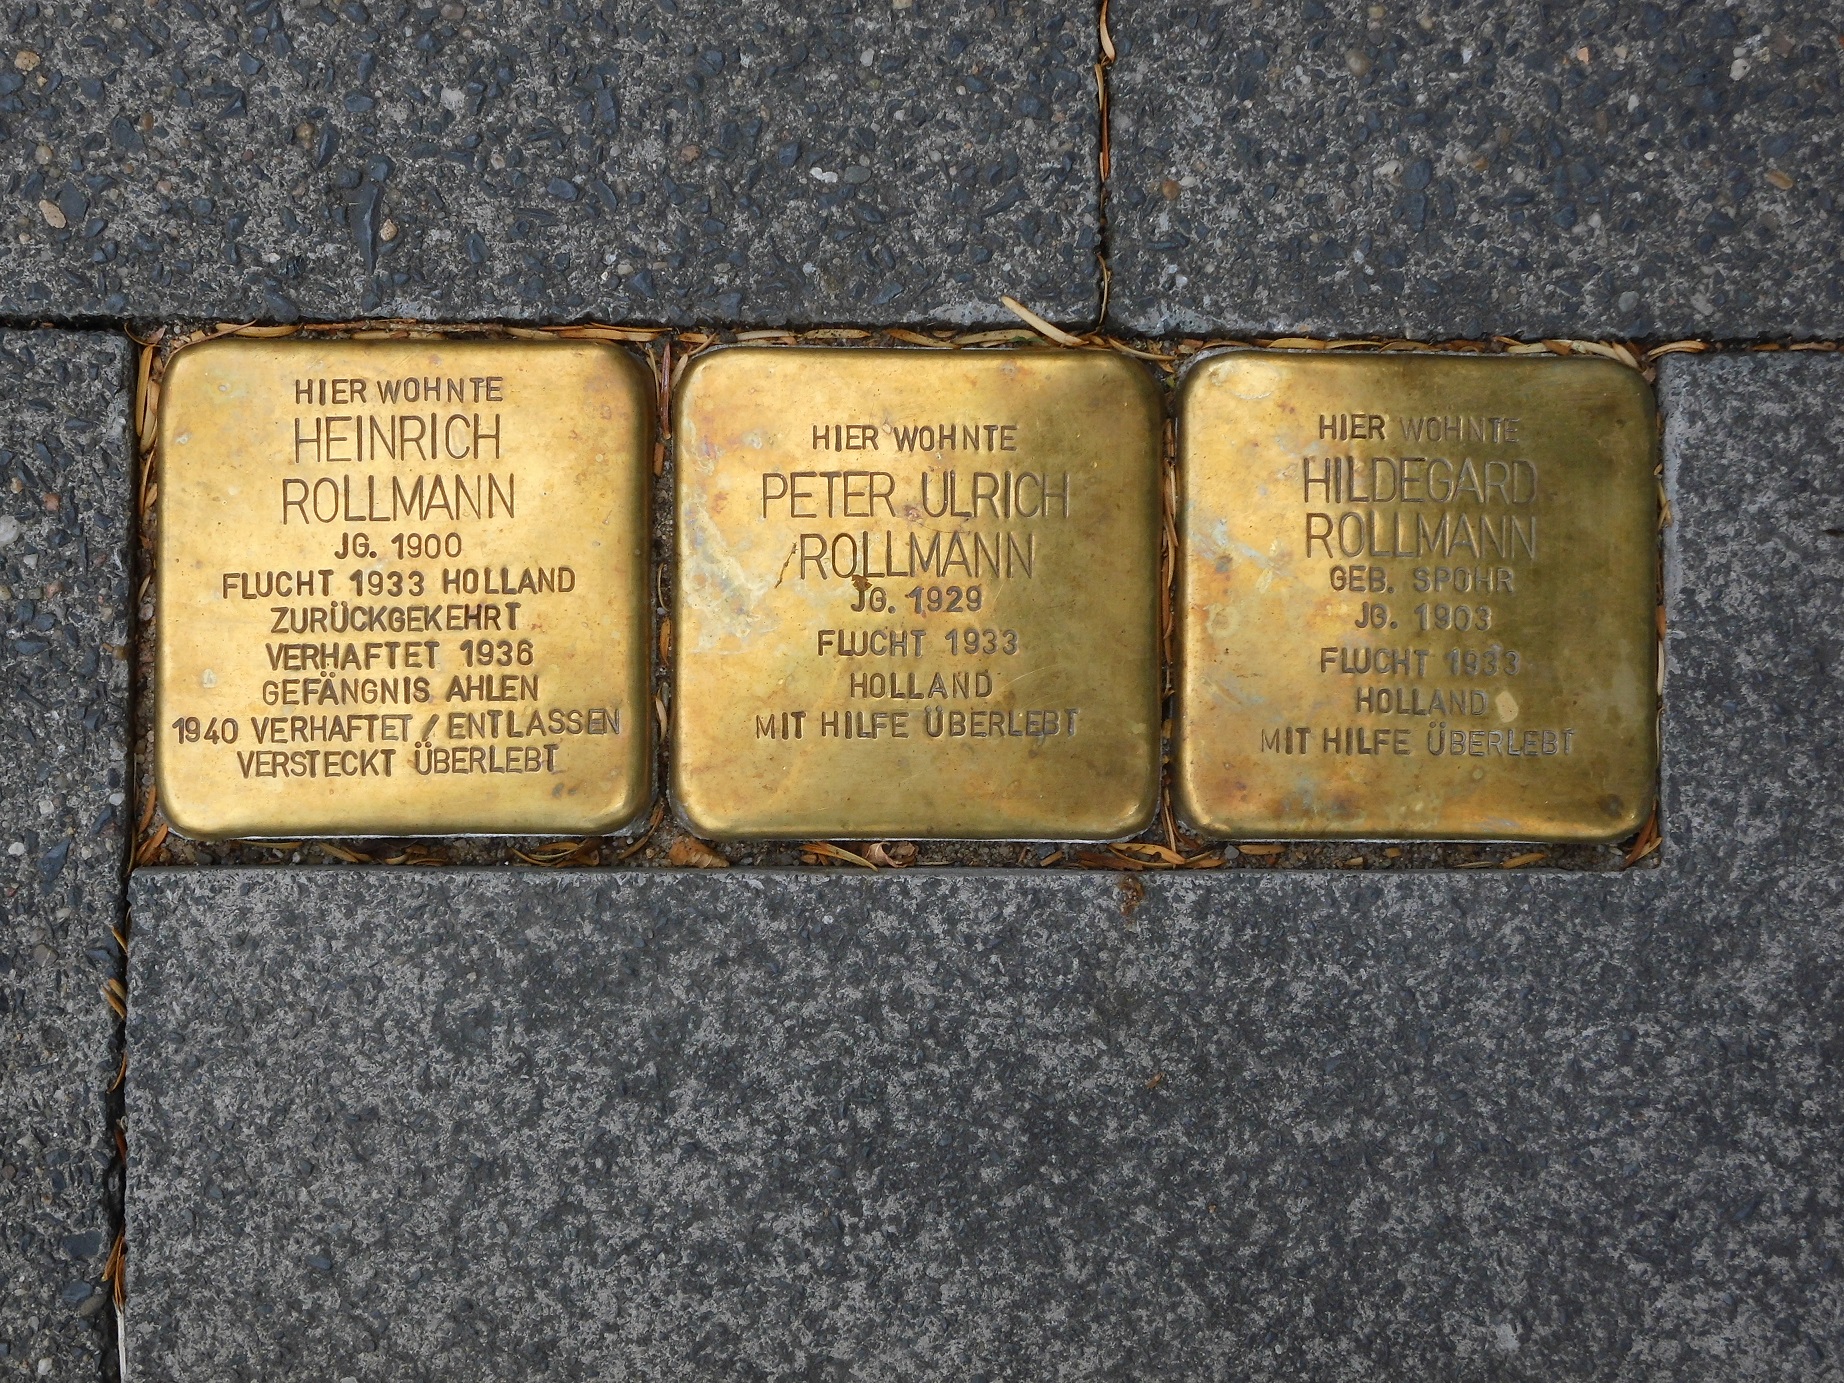 HIER WOHNTE
HEINRICH
ROLLMANN
JG. 1900
FLUCHT 1933 HOLLAND
ZURÜCKGEKEHRT
VERHAFTET 1936
GEFÄNGNIS AHLEN
1940 VERHAFTET / ENTLASSEN
VERSTECKT ÜBERLEBT
HIER WOHNTE
PETER ULRICH
ROLLMANN
JG. 1929
FLUCHT 1933
HOLLAND
MIT HILFE ÜBERLEBT
HIER WOHNTE
HILDEGARD
ROLLMANN
GEB. SPOHR
JG. 1903
FLUCHT 1933
HOLLAND
MIT HILFE ÜBERLEBT